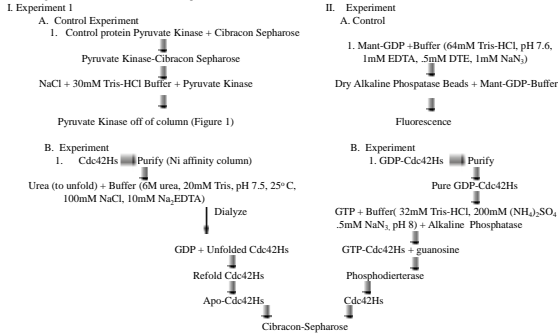 I. Experiment 1
A. Control Experiment
1. Control protein Pyruvate Kinase + Cibracon Sepharose
Pyruvate Kinase-Cibracon Sepharose
NaCl + 30mM Tris-HCl Buffer + Pyruvate Kinase
Pyruvate Kinase off of column (Figure 1)
B. Experiment
1. Cdc42Hs Purify (Ni affinity column)
Urea (to unfold) + Buffer (6M urea, 20mM Tris, pH 7.5, 25°C,
100mM NaCl, 10mM Na₂EDTA)
Dialyze
GDP + Unfolded Cdc42Hs
Refold Cdc42Hs
Apo-Cdc42Hs
II. Experiment
A. Control
1. Mant-GDP +Buffer (64mM Tris-HCl, pH 7.6,
1mM EDTA, .5mM DTE, 1mM NaN₃)
Dry Alkaline Phospatase Beads + Mant-GDP-Buffer
Fluorescence
B. Experiment
1. GDP-Cdc42Hs Purify
Pure GDP-Cdc42Hs
GTP + Buffer( 32mM Tris-HCl, 200mM (NH₄)₂SO₄
.5mM NaN₃, pH 8) + Alkaline Phosphatase
GTP-Cdc42Hs + guanosine
Phosphodierterase
Cdc42Hs
Cibracon-Sepharose